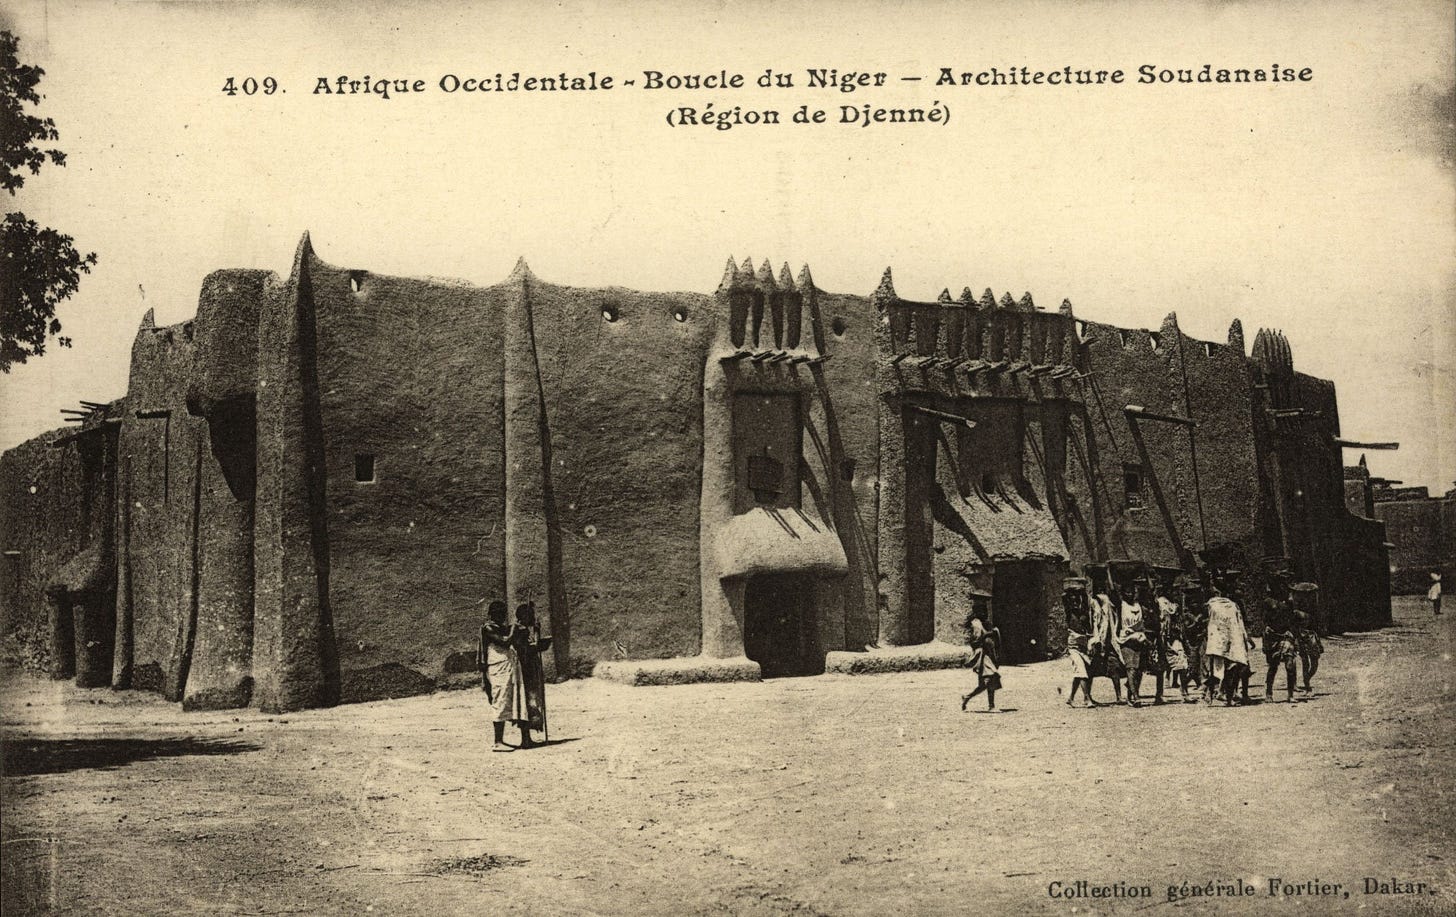 409. Afrique Occidentale - Boucle du Niger — Architecture Soudanaise
(Région de Djenné)
Collection générale Fortier, Dakar.